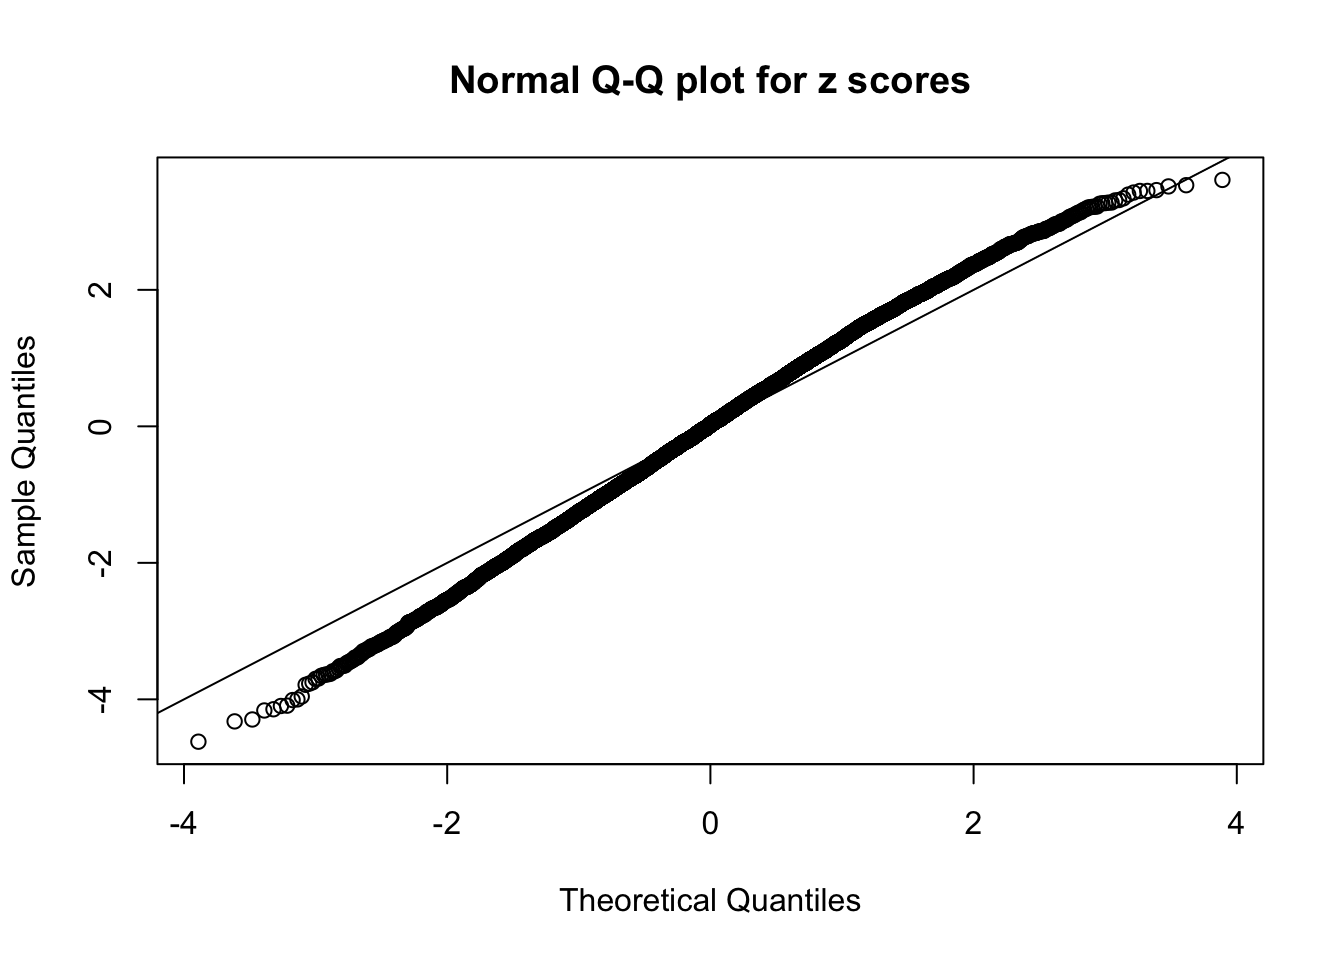 Normal Q-Q plot for z scores
Sample Quantiles
2
0
-2
-4
-4 -2 0 2 4
Theoretical Quantiles